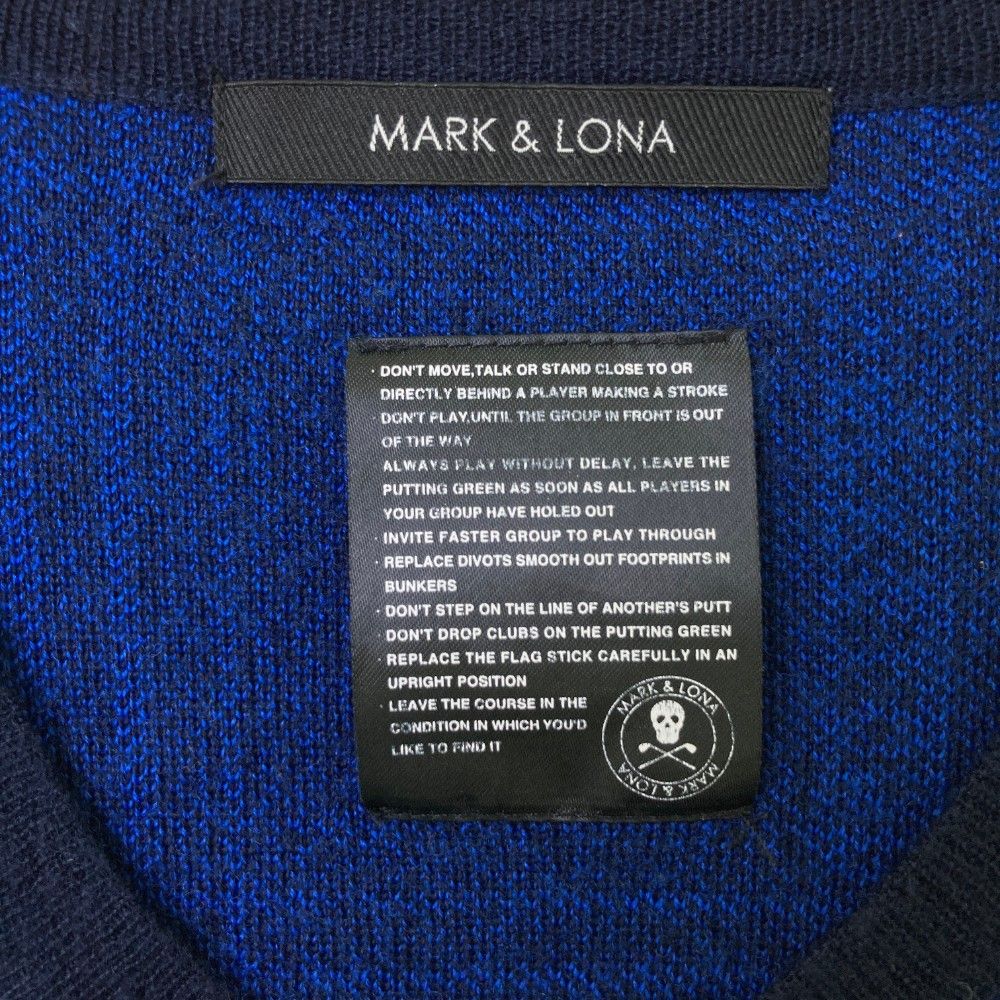 MARK & LONA
· DON'T MOVE,TALK OR STAND CLOSE TO OR
DIRECTLY BEHIND A PLAYER MAKING A STROKE
DON'T PLAY,UNTIL THE GROUP IN FRONT IS OUT
OF THE WAY
ALWAYS PLAY WITHOUT DELAY, LEAVE THE
PUTTING GREEN AS SOON AS ALL PLAYERS IN
YOUR GROUP HAVE HOLED OUT
· INVITE FASTER GROUP TO PLAY THROUGH
· REPLACE DIVOTS SMOOTH OUT FOOTPRINTS IN
BUNKERS
· DON'T STEP ON THE LINE OF ANOTHER'S PUTT
DON'T DROP CLUBS ON THE PUTTING GREEN
· REPLACE THE FLAG STICK CAREFULLY IN AN
UPRIGHT POSITION
· LEAVE THE COURSE IN THE
CONDITION IN WHICH YOU'D
LIKE TO FIND IT
MARK & LONA
MARK & LONA